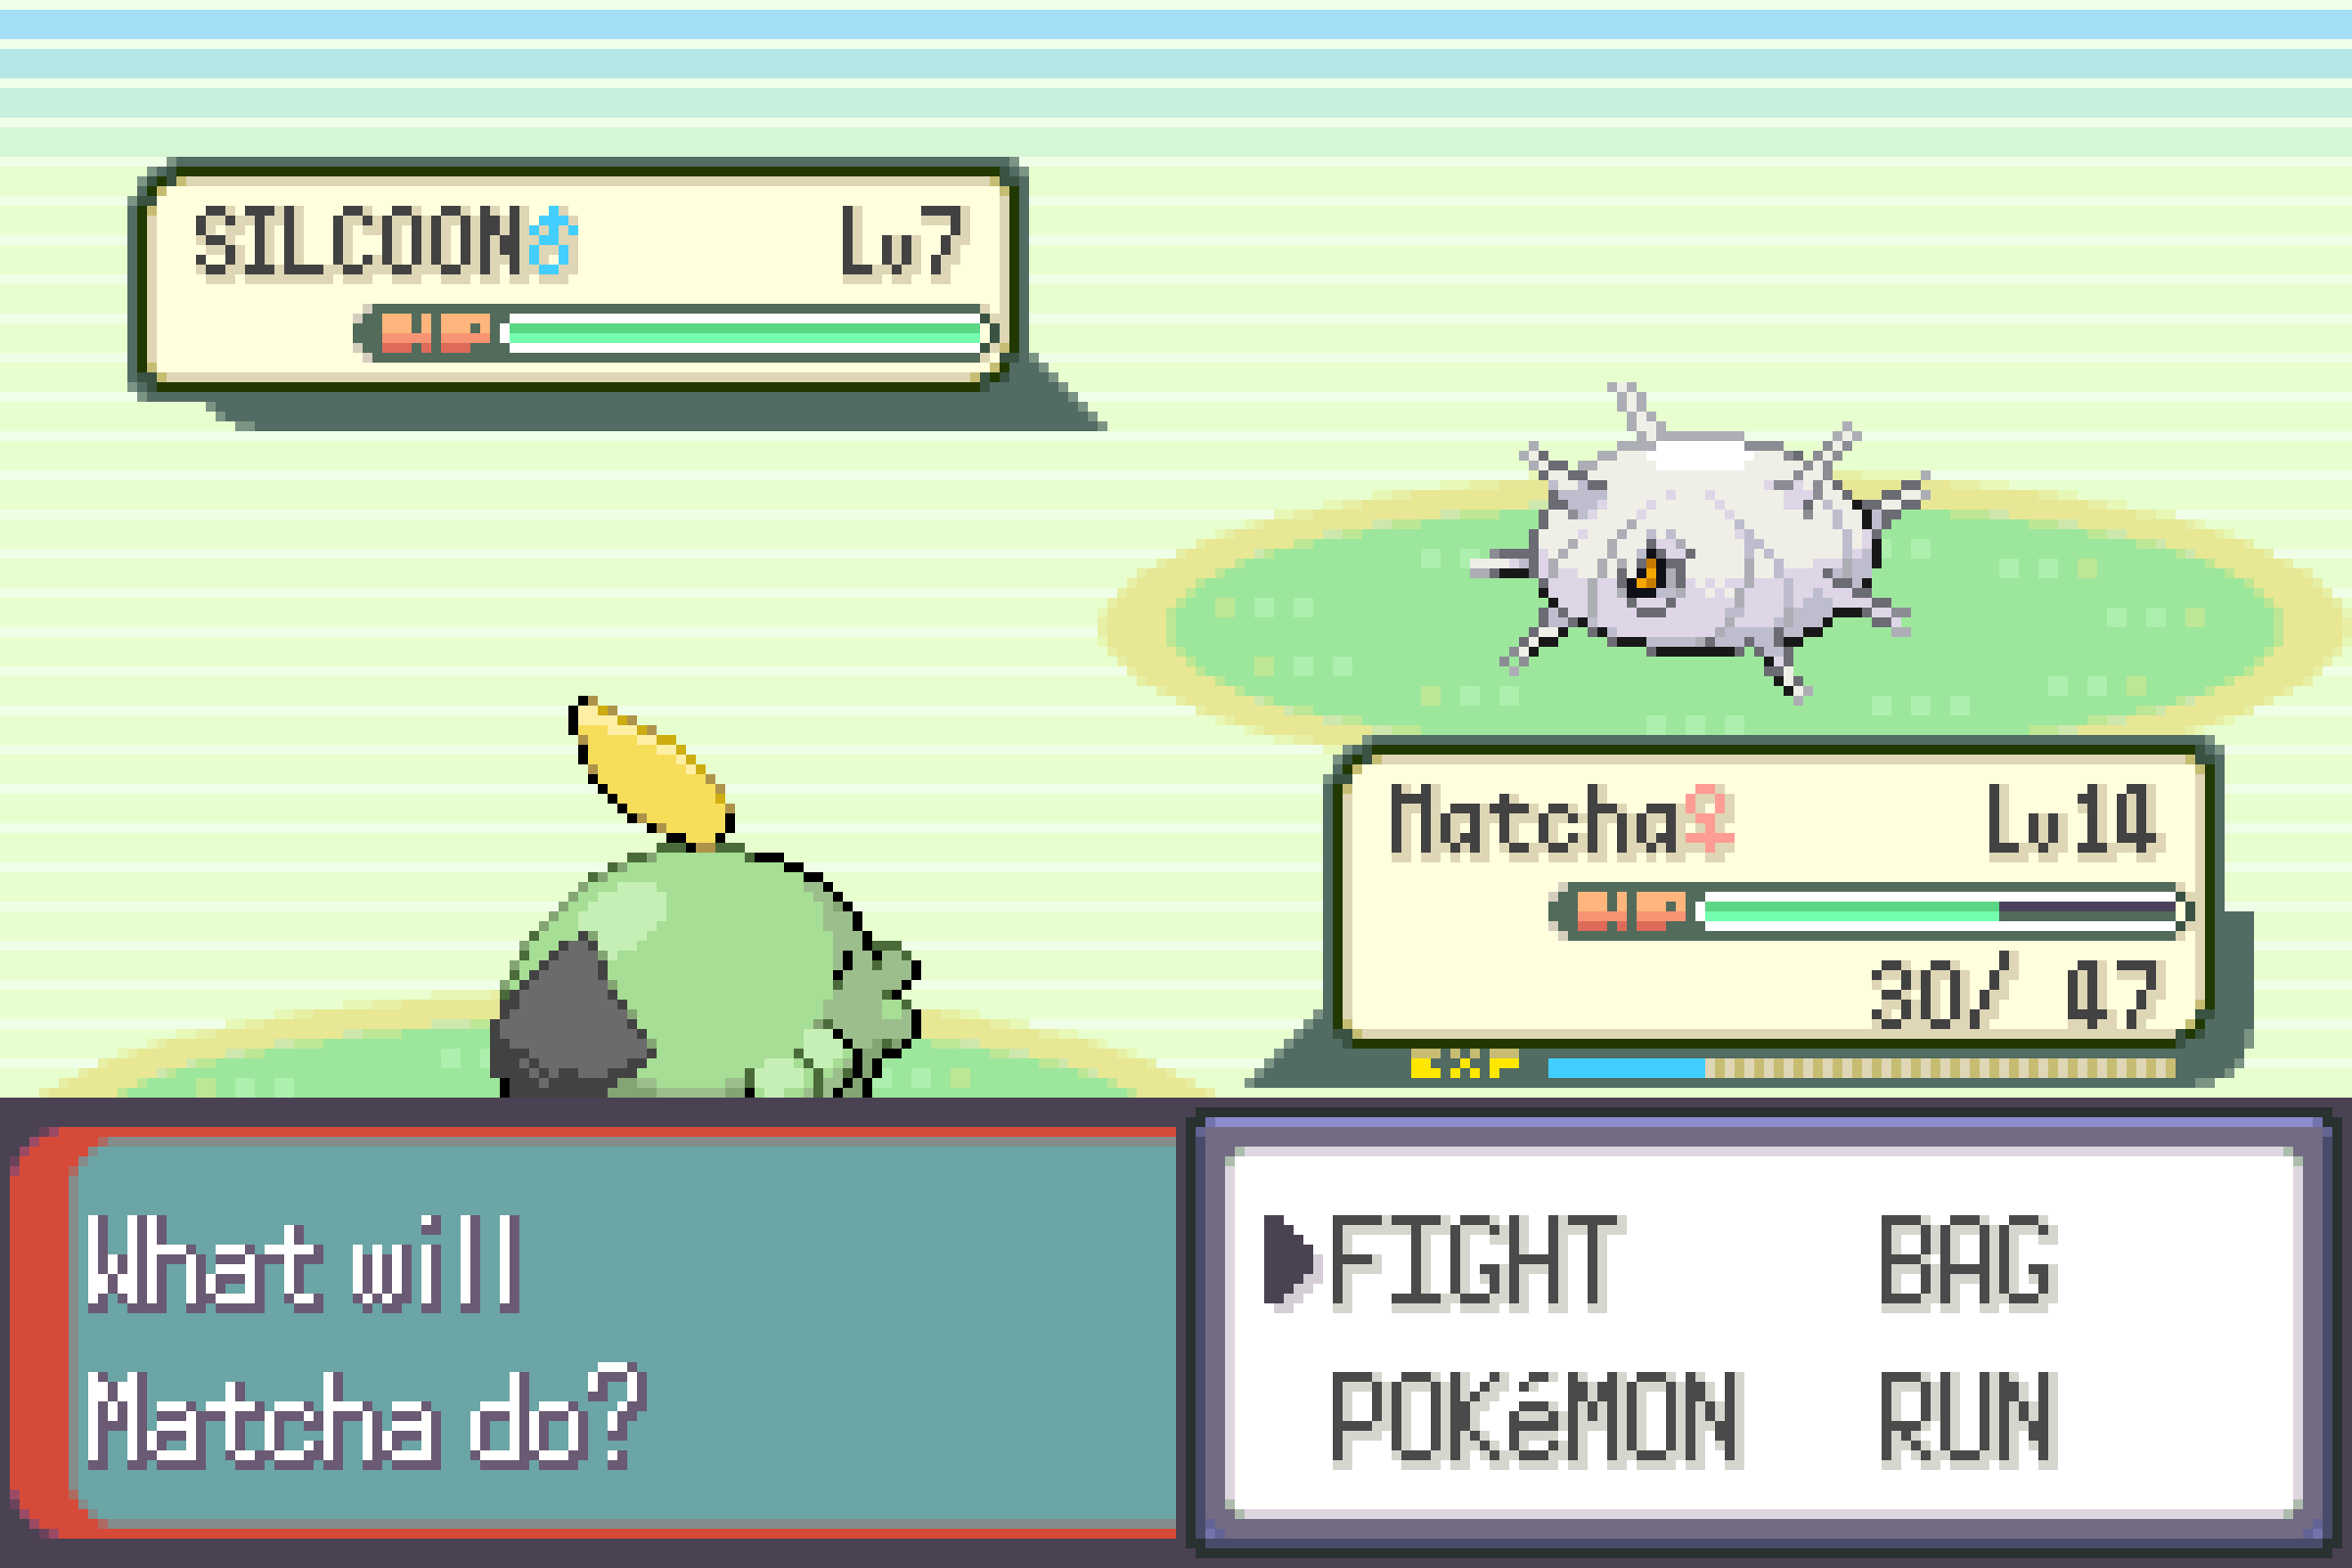 SILCOON♂ Lv7
HP
Matcha♀ Lv14
HP
30/ 47
EXP
What will
Matcha do?
FIGHT BAG
POKéMON RUN